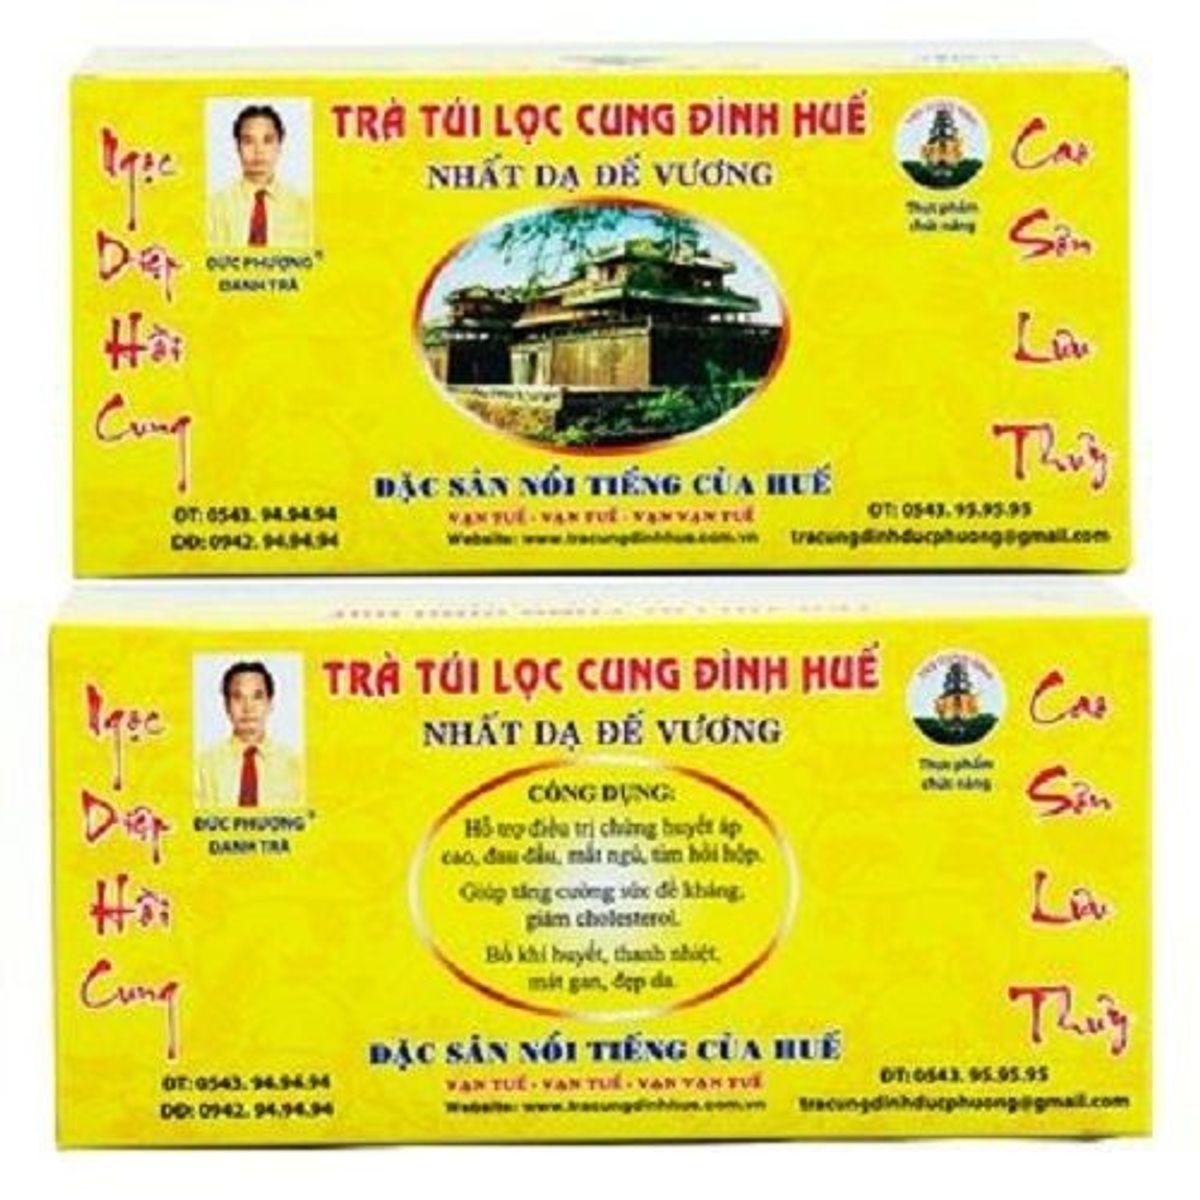 TRÀ TÚI LỌC CUNG ĐÌNH HUẾ
NHẤT DẠ ĐẾ VƯƠNG
Ngọc
Diệp
Hồi
Cung
ĐỨC PHƯỢNG®
DANH TRÀ
Thực phẩm
chức năng
Cao
Sơn
Lưu
Thủy
ĐẶC SẢN NỔI TIẾNG CỦA HUẾ
VẠN TUẾ - VẠN TUẾ - VẠN VẠN TUẾ
Website: www.tracungdinhhue.com.vn
ĐT: 0543. 94.94.94
DĐ: 0942. 94.94.94
ĐT: 0543. 95.95.95
tracungdinhducphuong@gmail.com
TRÀ TÚI LỌC CUNG ĐÌNH HUẾ
NHẤT DẠ ĐẾ VƯƠNG
Ngọc
Diệp
Hồi
Cung
ĐỨC PHƯỢNG®
DANH TRÀ
Thực phẩm
chức năng
Cao
Sơn
Lưu
Thủy
CÔNG DỤNG:
Hỗ trợ điều trị chứng huyết áp
cao, đau đầu, mất ngủ, tim hồi hộp.
Giúp tăng cường sức đề kháng,
giảm cholesterol.
Bổ khí huyết, thanh nhiệt,
mát gan, đẹp da.
ĐẶC SẢN NỔI TIẾNG CỦA HUẾ
VẠN TUẾ - VẠN TUẾ - VẠN VẠN TUẾ
Website: www.tracungdinhhue.com.vn
ĐT: 0543. 94.94.94
DĐ: 0942. 94.94.94
ĐT: 0543. 95.95.95
tracungdinhducphuong@gmail.com